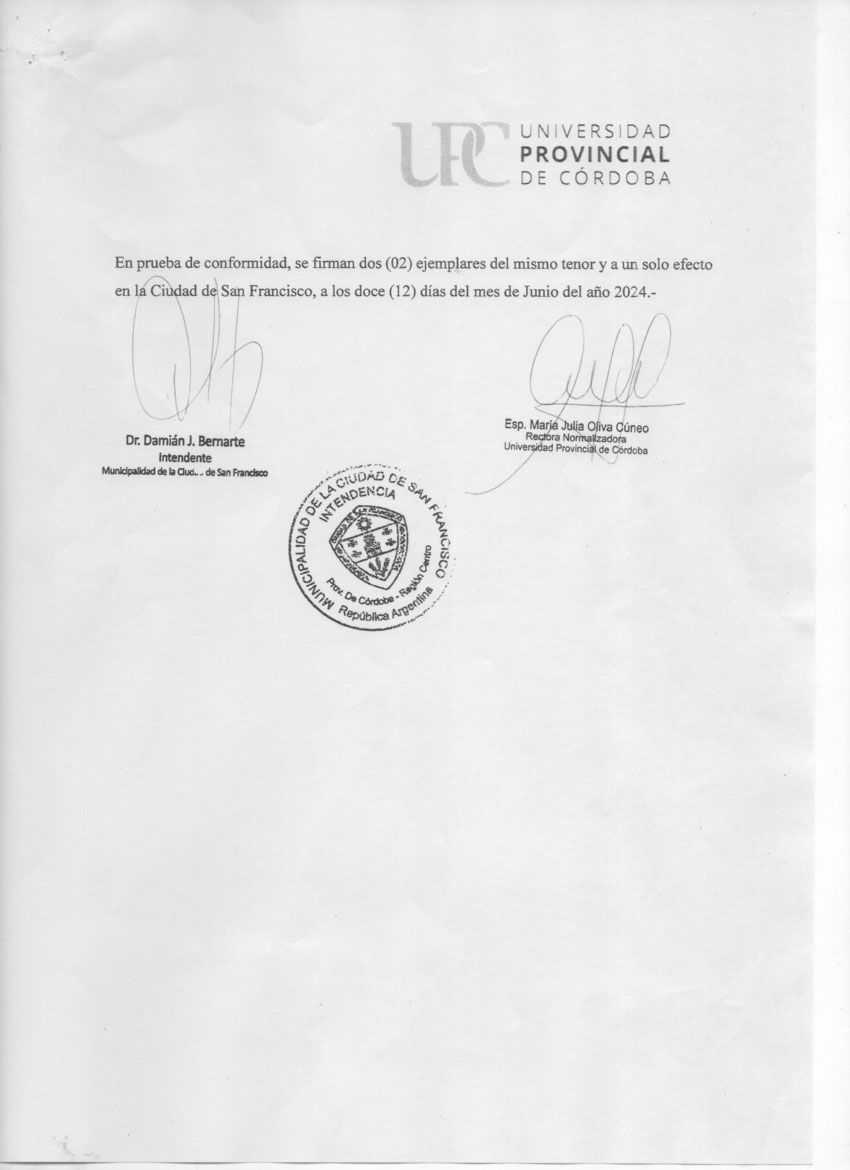 UPC
UNIVERSIDAD
PROVINCIAL
DE CÓRDOBA
En prueba de conformidad, se firman dos (02) ejemplares del mismo tenor y a un solo efecto
en la Ciudad de San Francisco, a los doce (12) días del mes de Junio del año 2024.-
Dr. Damián J. Bernarte
Intendente
Municipalidad de la Ciud... de San Francisco
Esp. María Julia Oliva Cúneo
Rectora Normalizadora
Universidad Provincial de Córdoba
MUNICIPALIDAD DE LA CIUDAD DE SAN FRANCISCO
INTENDENCIA
Prov. De Córdoba - Región Centro
República Argentina